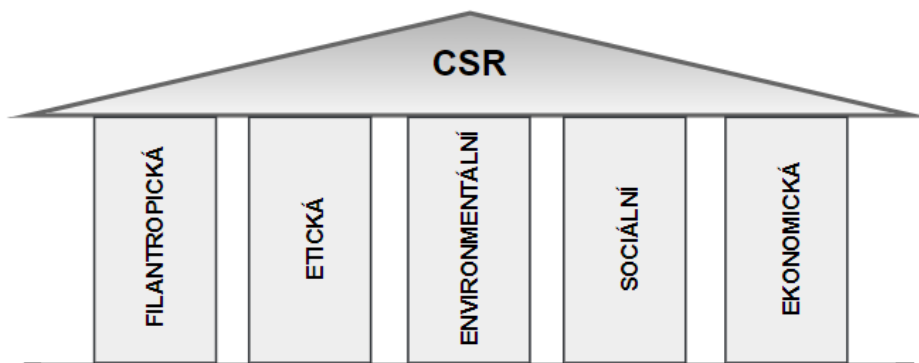 CSR
FILANTROPICKÁ
ETICKÁ
ENVIRONMENTÁLNÍ
SOCIÁLNÍ
EKONOMICKÁ